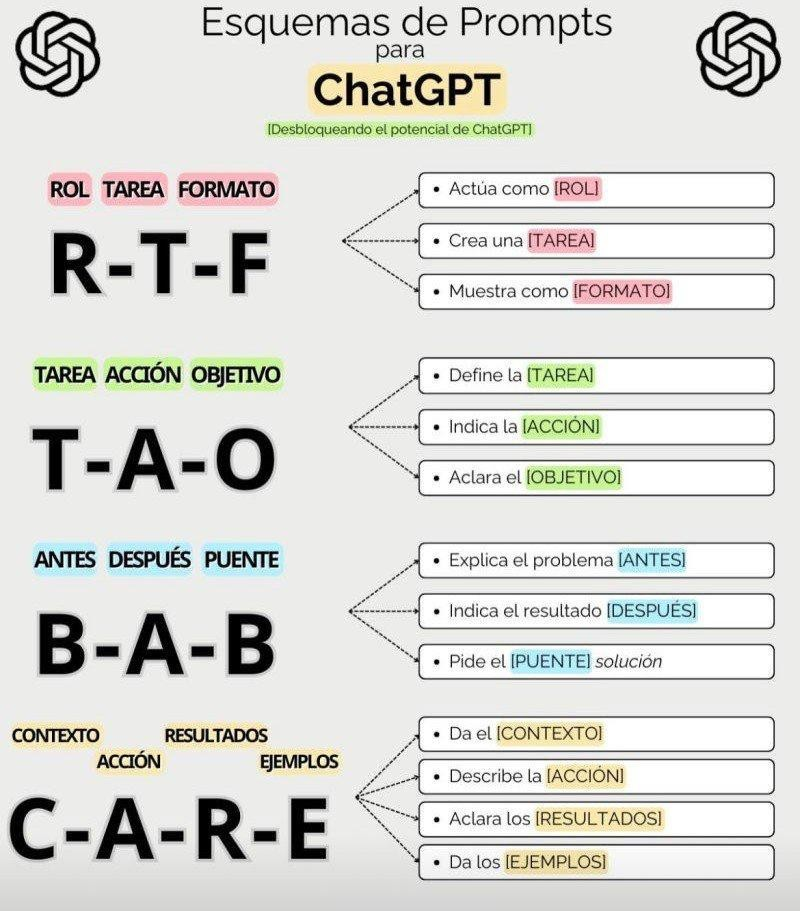 Esquemas de Prompts
para
ChatGPT
[Desbloqueando el potencial de ChatGPT]
ROL TAREA FORMATO
R-T-F
• Actúa como [ROL]
• Crea una [TAREA]
• Muestra como [FORMATO]
TAREA ACCIÓN OBJETIVO
T-A-O
• Define la [TAREA]
• Indica la [ACCIÓN]
• Aclara el [OBJETIVO]
ANTES DESPUÉS PUENTE
B-A-B
• Explica el problema [ANTES]
• Indica el resultado [DESPUÉS]
• Pide el [PUENTE] solución
CONTEXTO RESULTADOS
ACCIÓN EJEMPLOS
C-A-R-E
• Da el [CONTEXTO]
• Describe la [ACCIÓN]
• Aclara los [RESULTADOS]
• Da los [EJEMPLOS]